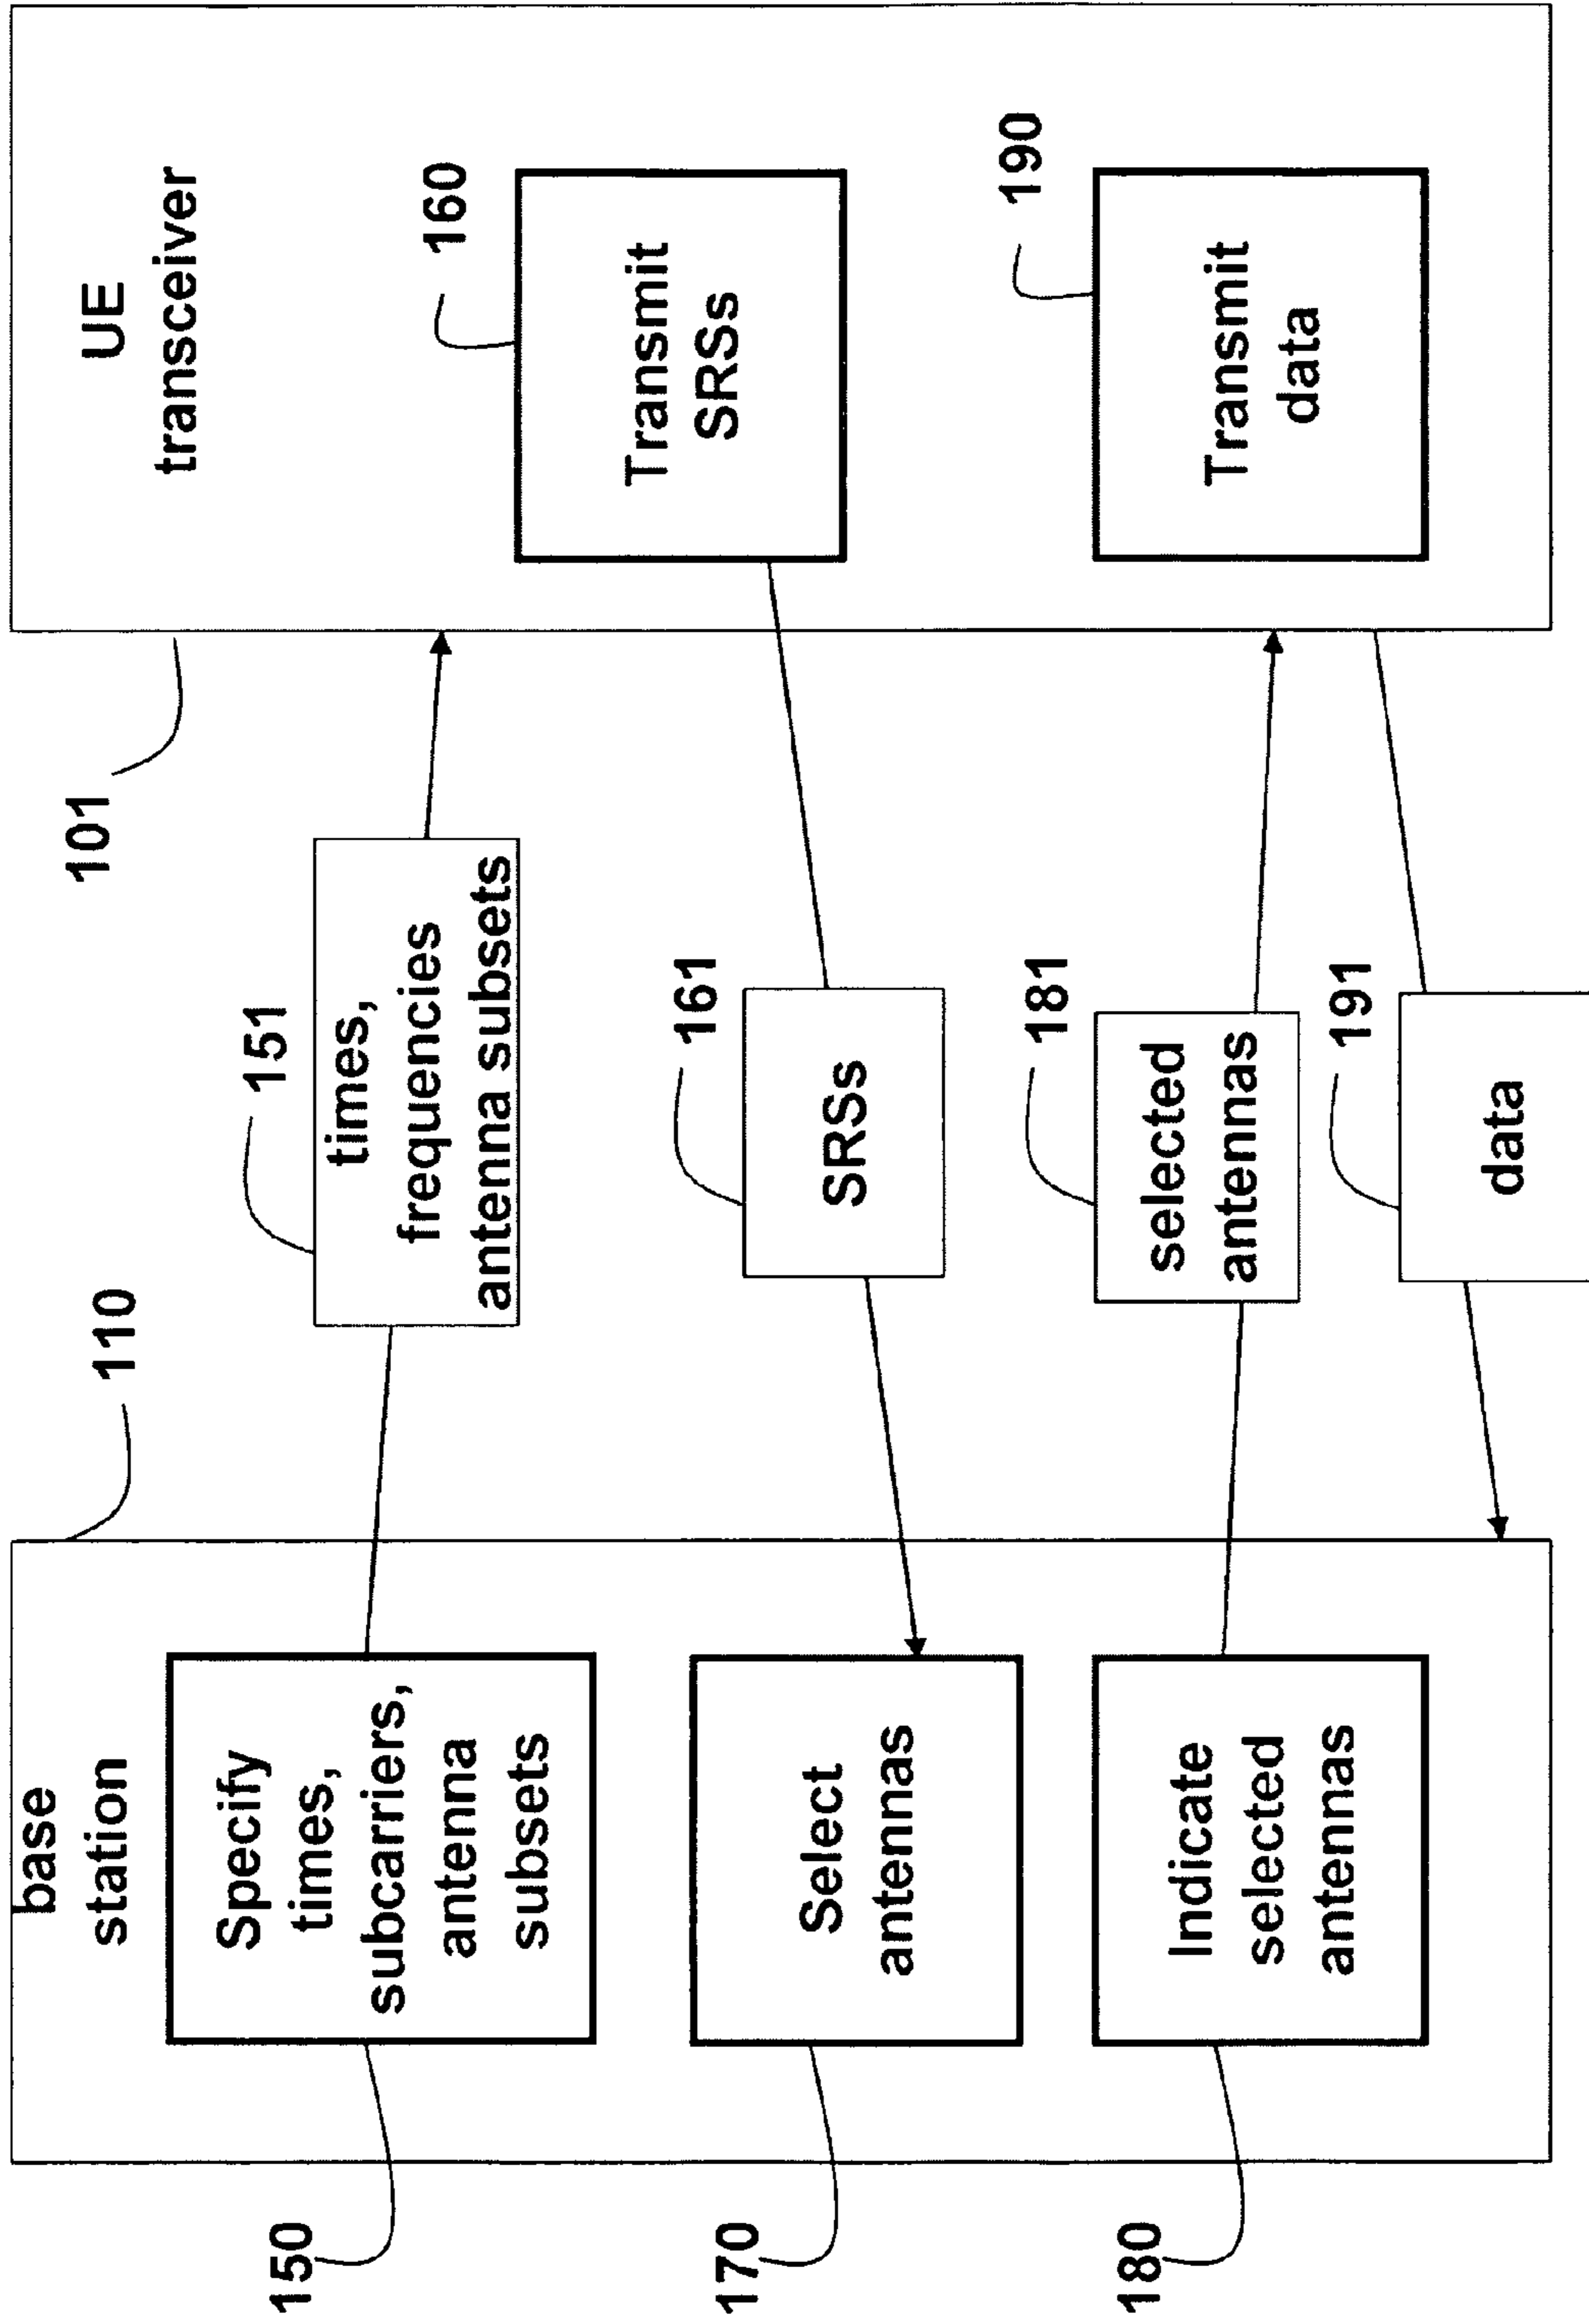 base
station
110
150
Specify
times,
subcarriers,
antenna
subsets
170
Select
antennas
180
Indicate
selected
antennas
151
times,
frequencies
antenna subsets
161
SRSs
181
selected
antennas
191
data
101
UE
transceiver
160
Transmit
SRSs
190
Transmit
data